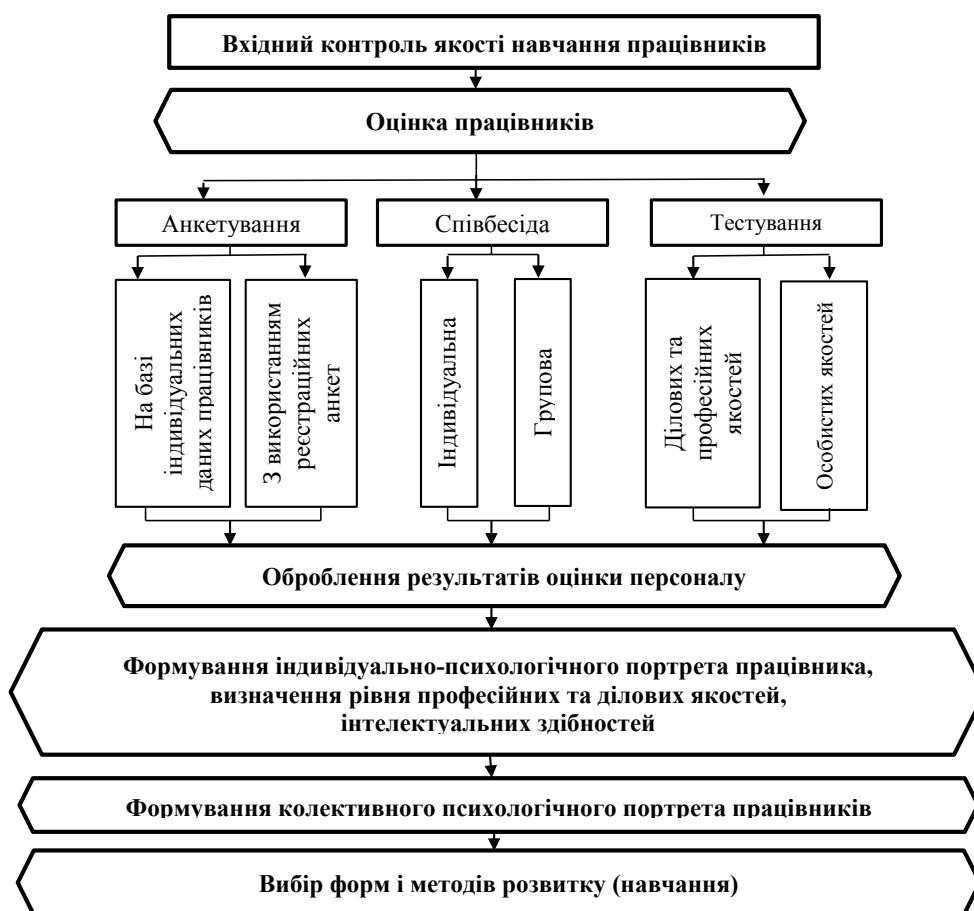 Вхідний контроль якості навчання працівників
Оцінка працівників
Анкетування
Співбесіда
Тестування
На базі
індивідуальних
даних працівників
З використанням
реєстраційних
анкет
Індивідуальна
Групова
Ділових та
професійних
якостей
Особистих якостей
Оброблення результатів оцінки персоналу
Формування індивідуально-психологічного портрета працівника,
визначення рівня професійних та ділових якостей,
інтелектуальних здібностей
Формування колективного психологічного портрета працівників
Вибір форм і методів розвитку (навчання)